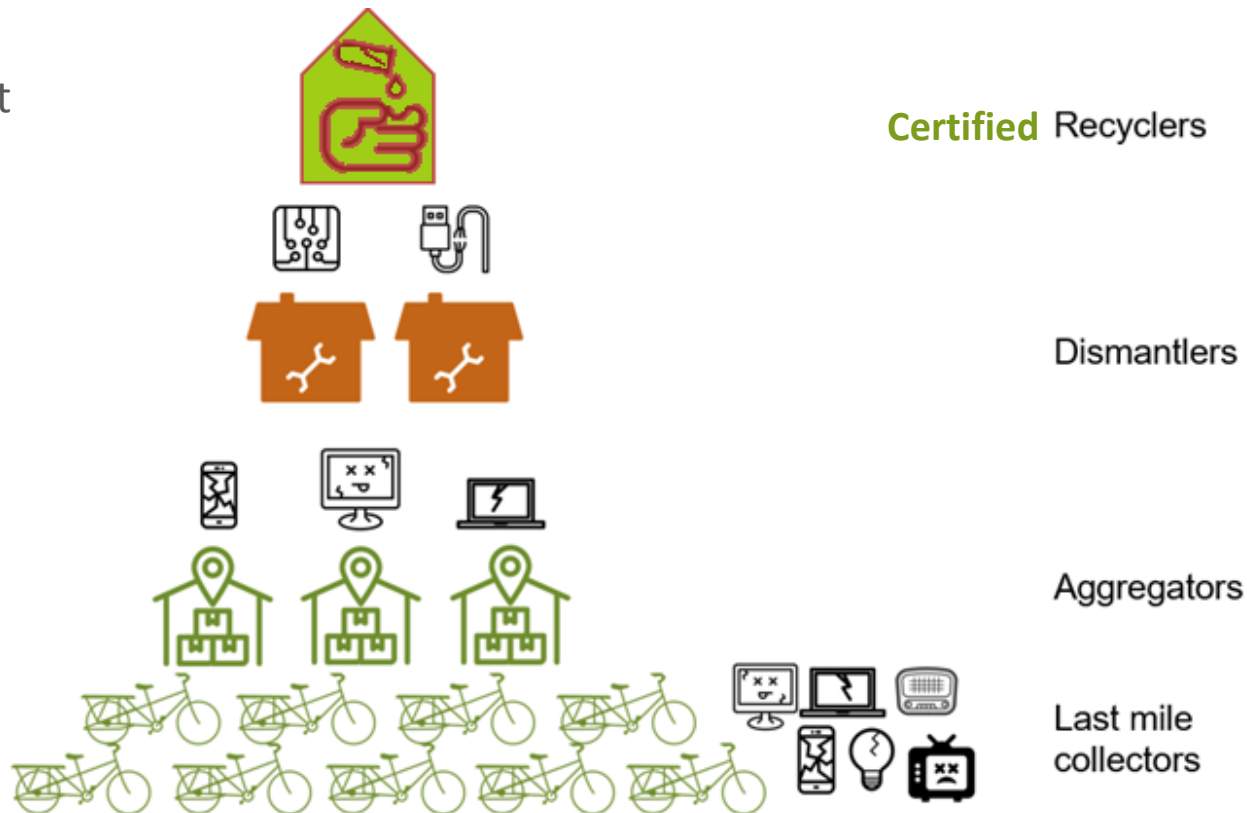 t
Certified Recyclers
Dismantlers
Aggregators
Last mile
collectors